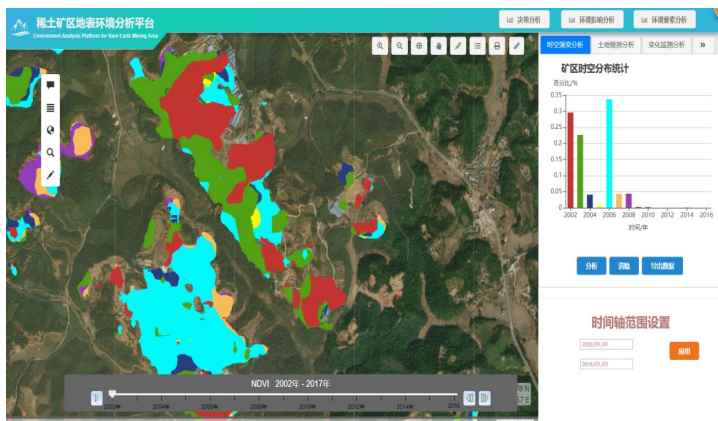 稀土矿区地表环境分析平台
Environment Analysis Platform for Rare Earth Mining Area
决策分析
环境影响分析
环境要素分析
时空演变分析
土地毁损分析
变化监测分析
»
矿区时空分布统计
百分比/%
0.35
0.3
0.25
0.2
0.15
0.1
0.05
0
2002 2004 2006 2008 2010 2012 2014 2016
时间/年
分析
清除
导出数据
时间轴范围设置
2002/01/01
应用
2016/01/01
NDVI 2002年 - 2017年
2002年 2004年 2006年 2008年 2010年 2012年 2014年 2016